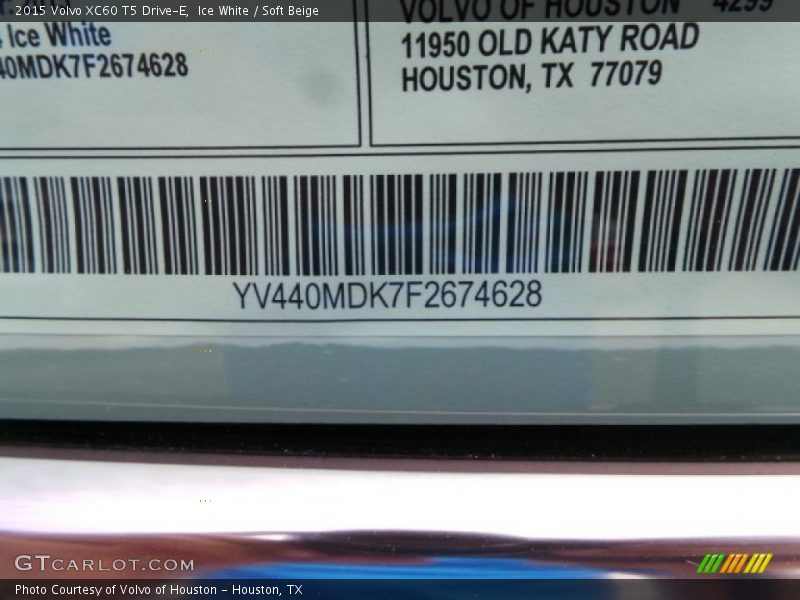 2015 Volvo XC60 T5 Drive-E, Ice White / Soft Beige
Ice White
40MDK7F2674628
VOLVO OF HOUSTON 4299
11950 OLD KATY ROAD
HOUSTON, TX 77079
YV440MDK7F2674628
GTCARLOT.COM
Photo Courtesy of Volvo of Houston - Houston, TX